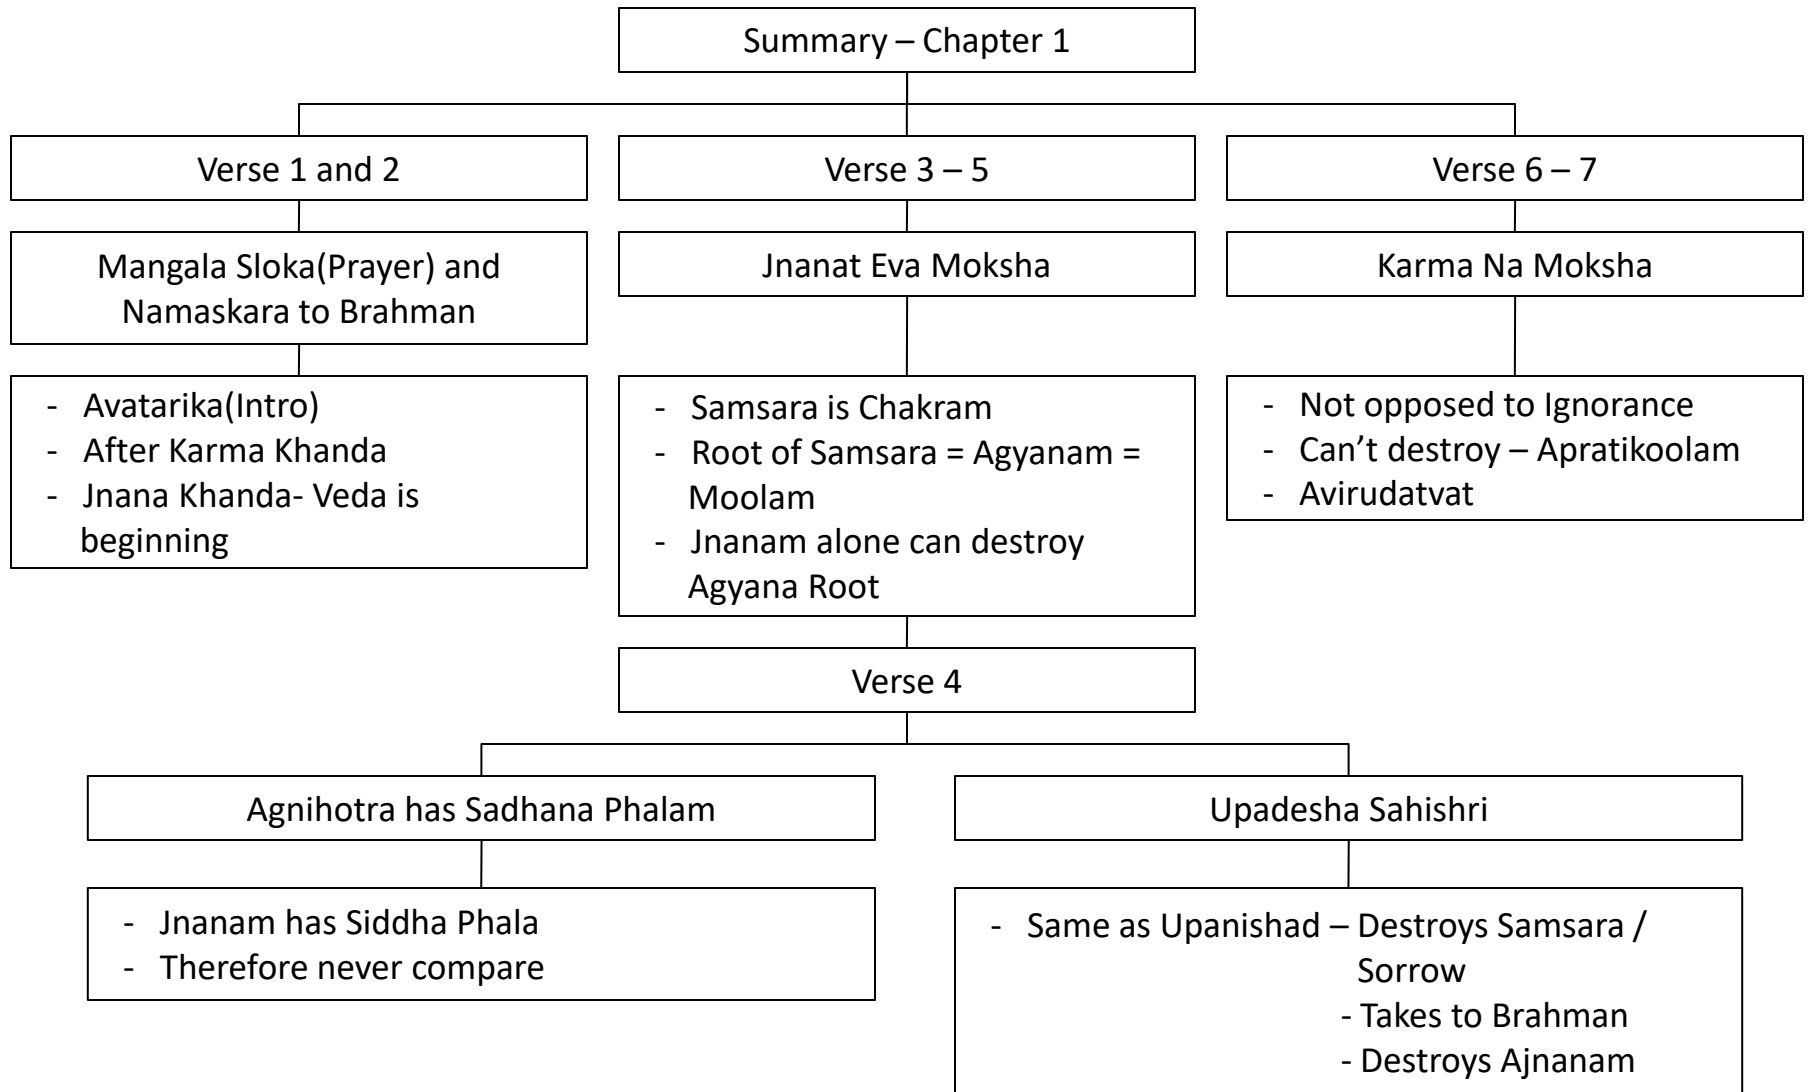 Summary – Chapter 1
Verse 1 and 2
Verse 3 – 5
Verse 6 – 7
Mangala Sloka(Prayer) and
Namaskara to Brahman
Jnanat Eva Moksha
Karma Na Moksha
- Avatarika(Intro)
- After Karma Khanda
- Jnana Khanda- Veda is
beginning
- Samsara is Chakram
- Root of Samsara = Agyanam =
Moolam
- Jnanam alone can destroy
Agyana Root
- Not opposed to Ignorance
- Can’t destroy – Apratikoolam
- Avirudatvat
Verse 4
Agnihotra has Sadhana Phalam
Upadesha Sahishri
- Jnanam has Siddha Phala
- Therefore never compare
- Same as Upanishad – Destroys Samsara /
Sorrow
- Takes to Brahman
- Destroys Ajnanam